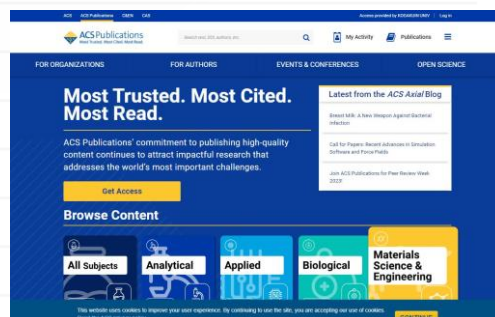 ACS ACS Publications C&EN CAS
Access provided by KOGAKUIN UNIV Log In
ACS Publications
Most Trusted. Most Cited. Most Read.
My Activity Publications
FOR ORGANIZATIONS FOR AUTHORS EVENTS & CONFERENCES OPEN SCIENCE
Most Trusted. Most Cited.
Most Read.
ACS Publications' commitment to publishing high-quality
content continues to attract impactful research that
addresses the world's most important challenges.
Get Access
Latest from the ACS Axial Blog
Breast Milk: A New Weapon Against Bacterial
Infection
Call for Papers: Recent Advances in Simulation
Software and Force Fields
Join ACS Publications for Peer Review Week
2023!
Browse Content
All Subjects
Analytical
Applied
Biological
Materials
Science &
Engineering
This website uses cookies to improve your user experience. By continuing to use the site, you are accepting our use of cookies.
CONTINUE